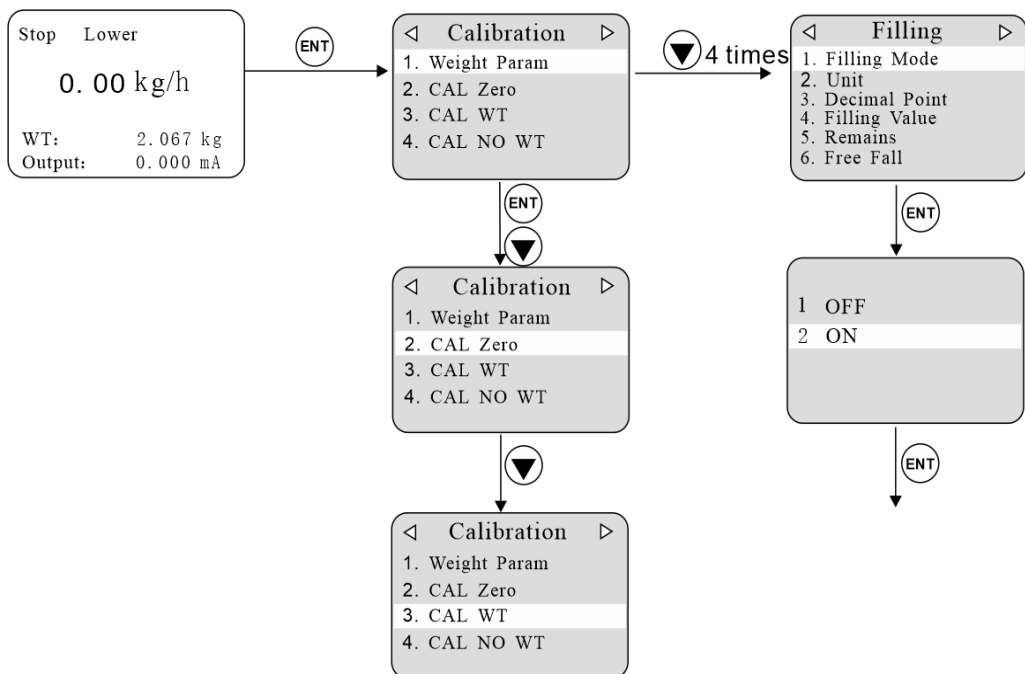 Stop Lower
0.00 kg/h
WT: 2.067 kg
Output: 0.000 mA
ENT
Calibration
1. Weight Param
2. CAL Zero
3. CAL WT
4. CAL NO WT
4 times
Filling
1. Filling Mode
2. Unit
3. Decimal Point
4. Filling Value
5. Remains
6. Free Fall
ENT
ENT
Calibration
1. Weight Param
2. CAL Zero
3. CAL WT
4. CAL NO WT
1 OFF
2 ON
ENT
Calibration
1. Weight Param
2. CAL Zero
3. CAL WT
4. CAL NO WT